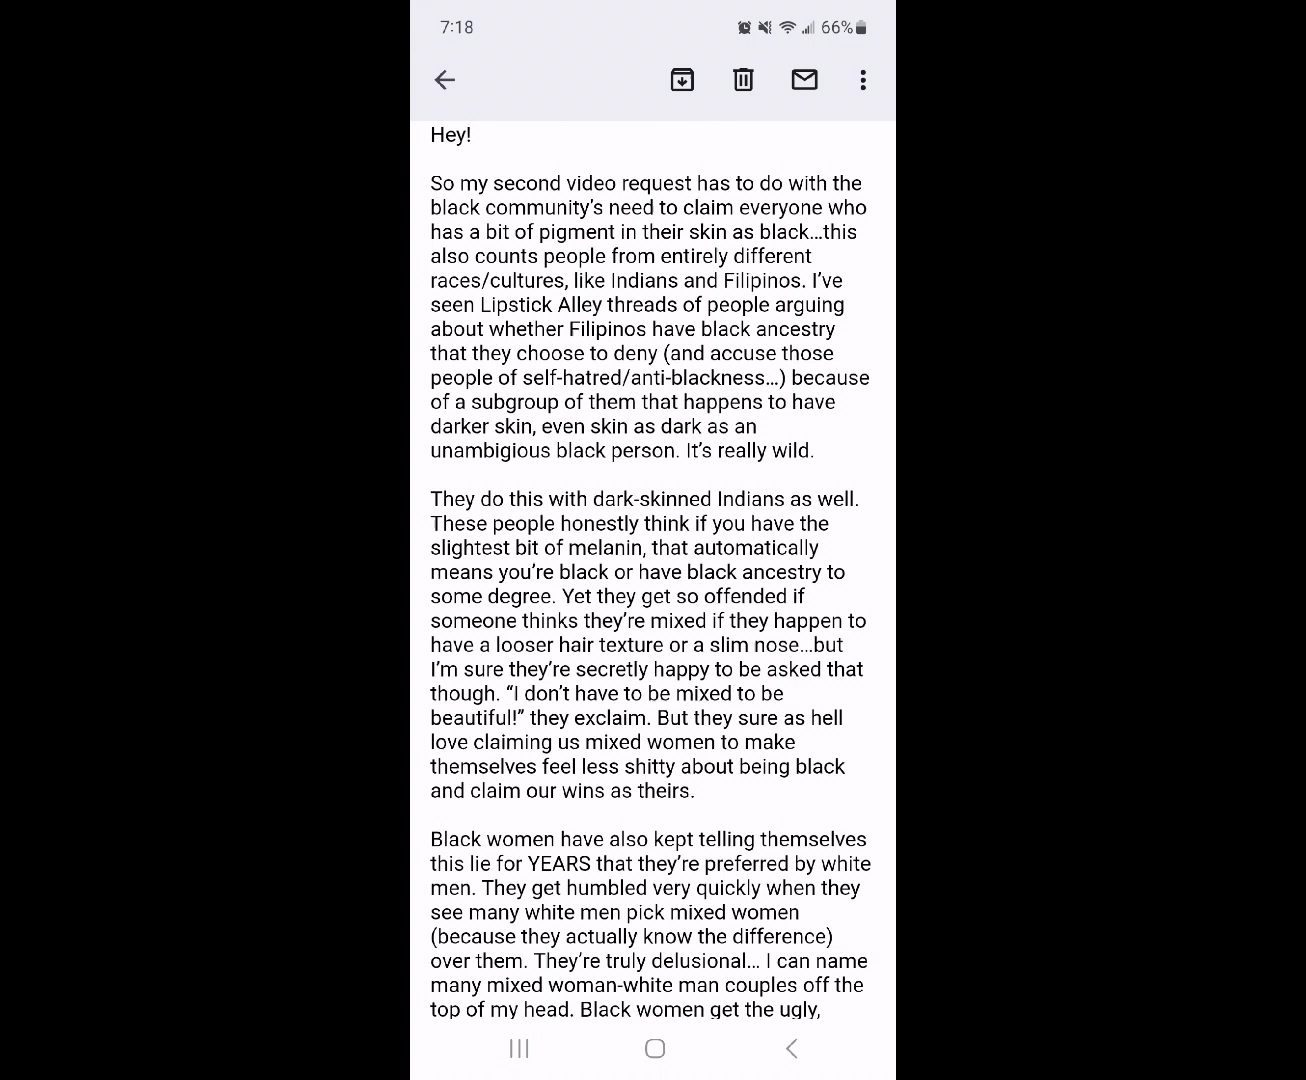 7:18
66%
Hey!
So my second video request has to do with the
black community's need to claim everyone who
has a bit of pigment in their skin as black...this
also counts people from entirely different
races/cultures, like Indians and Filipinos. I've
seen Lipstick Alley threads of people arguing
about whether Filipinos have black ancestry
that they choose to deny (and accuse those
people of self-hatred/anti-blackness...) because
of a subgroup of them that happens to have
darker skin, even skin as dark as an
unambigious black person. It's really wild.
They do this with dark-skinned Indians as well.
These people honestly think if you have the
slightest bit of melanin, that automatically
means you're black or have black ancestry to
some degree. Yet they get so offended if
someone thinks they're mixed if they happen to
have a looser hair texture or a slim nose...but
I'm sure they're secretly happy to be asked that
though. “I don't have to be mixed to be
beautiful!” they exclaim. But they sure as hell
love claiming us mixed women to make
themselves feel less shitty about being black
and claim our wins as theirs.
Black women have also kept telling themselves
this lie for YEARS that they're preferred by white
men. They get humbled very quickly when they
see many white men pick mixed women
(because they actually know the difference)
over them. They're truly delusional... I can name
many mixed woman-white man couples off the
top of my head. Black women get the ugly,